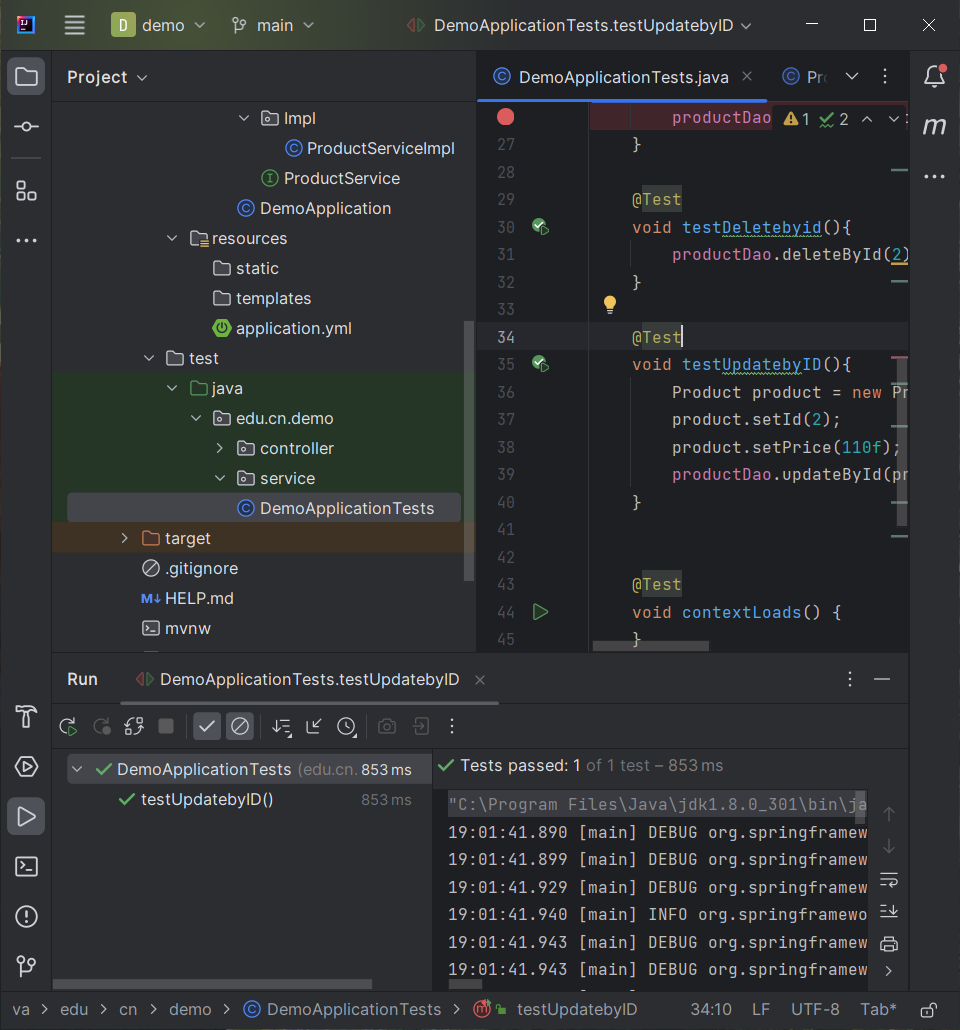 D demo main DemoApplicationTests.testUpdatebyID
Project
Impl
ProductServiceImpl
ProductService
DemoApplication
resources
static
templates
application.yml
test
java
edu.cn.demo
controller
service
DemoApplicationTests
target
.gitignore
HELP.md
mvnw
DemoApplicationTests.java
productDao
1 2
27 }
28
29 @Test
30 void testDeletebyid(){
31 productDao.deleteById(2)
32 }
33
34 @Test
35 void testUpdatebyID(){
36 Product product = new Pr
37 product.setId(2);
38 product.setPrice(110f);
39 productDao.updateById(pr
40 }
41
42
43 @Test
44 void contextLoads() {
45 }
m
Run DemoApplicationTests.testUpdatebyID
DemoApplicationTests (edu.cn. 853 ms
testUpdatebyID() 853 ms
Tests passed: 1 of 1 test – 853 ms
"C:\Program Files\Java\jdk1.8.0_301\bin\ja
19:01:41.890 [main] DEBUG org.springframew
19:01:41.899 [main] DEBUG org.springframew
19:01:41.929 [main] DEBUG org.springframew
19:01:41.940 [main] INFO org.springframewo
19:01:41.943 [main] DEBUG org.springframew
19:01:41.943 [main] DEBUG org.springframew
va > edu > cn > demo > DemoApplicationTests > testUpdatebyID 34:10 LF UTF-8 Tab*